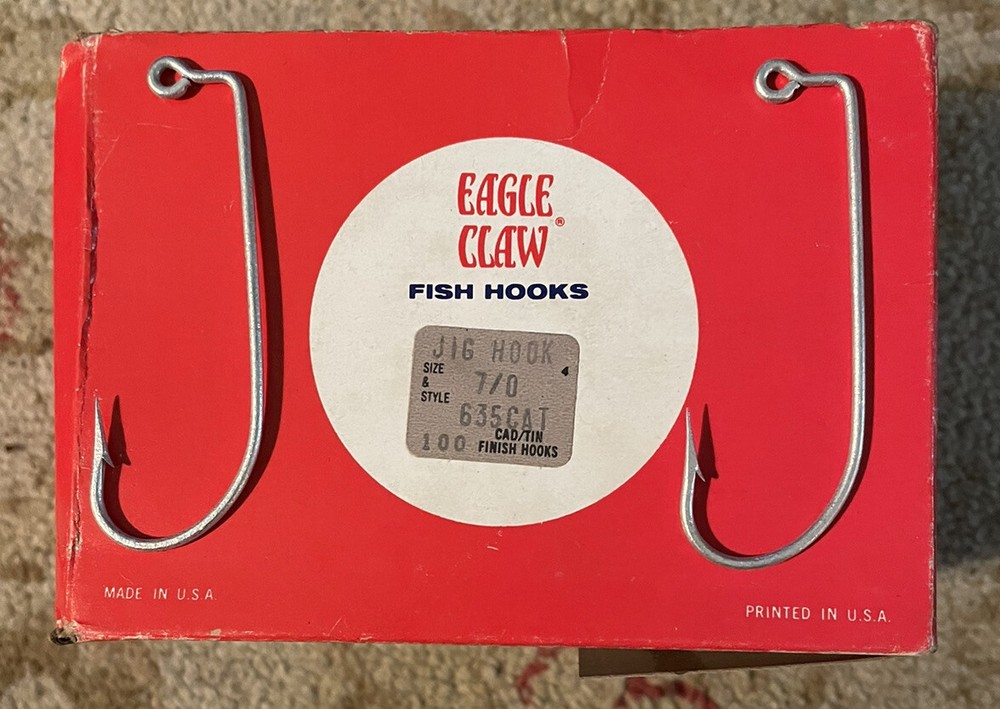 EAGLE
CLAW®
FISH HOOKS
JIG HOOK
SIZE 4
& 7/0
STYLE
635CAT
CAD/TIN
100 FINISH HOOKS
MADE IN U.S.A.
PRINTED IN U.S.A.